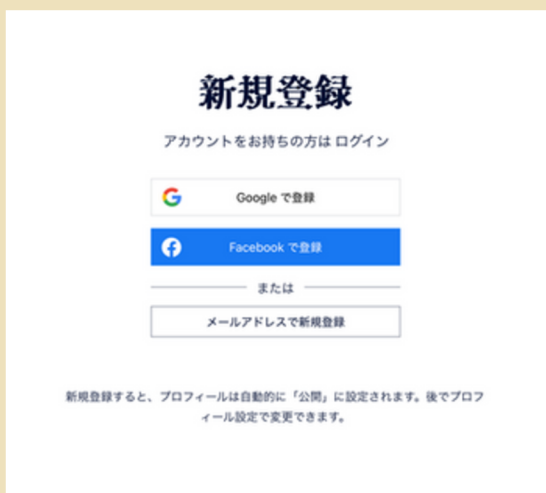 新規登録
アカウントをお持ちの方は ログイン
Google で登録
Facebook で登録
または
メールアドレスで新規登録
新規登録すると、プロフィールは自動的に「公開」に設定されます。後でプロフ
ィール設定で変更できます。